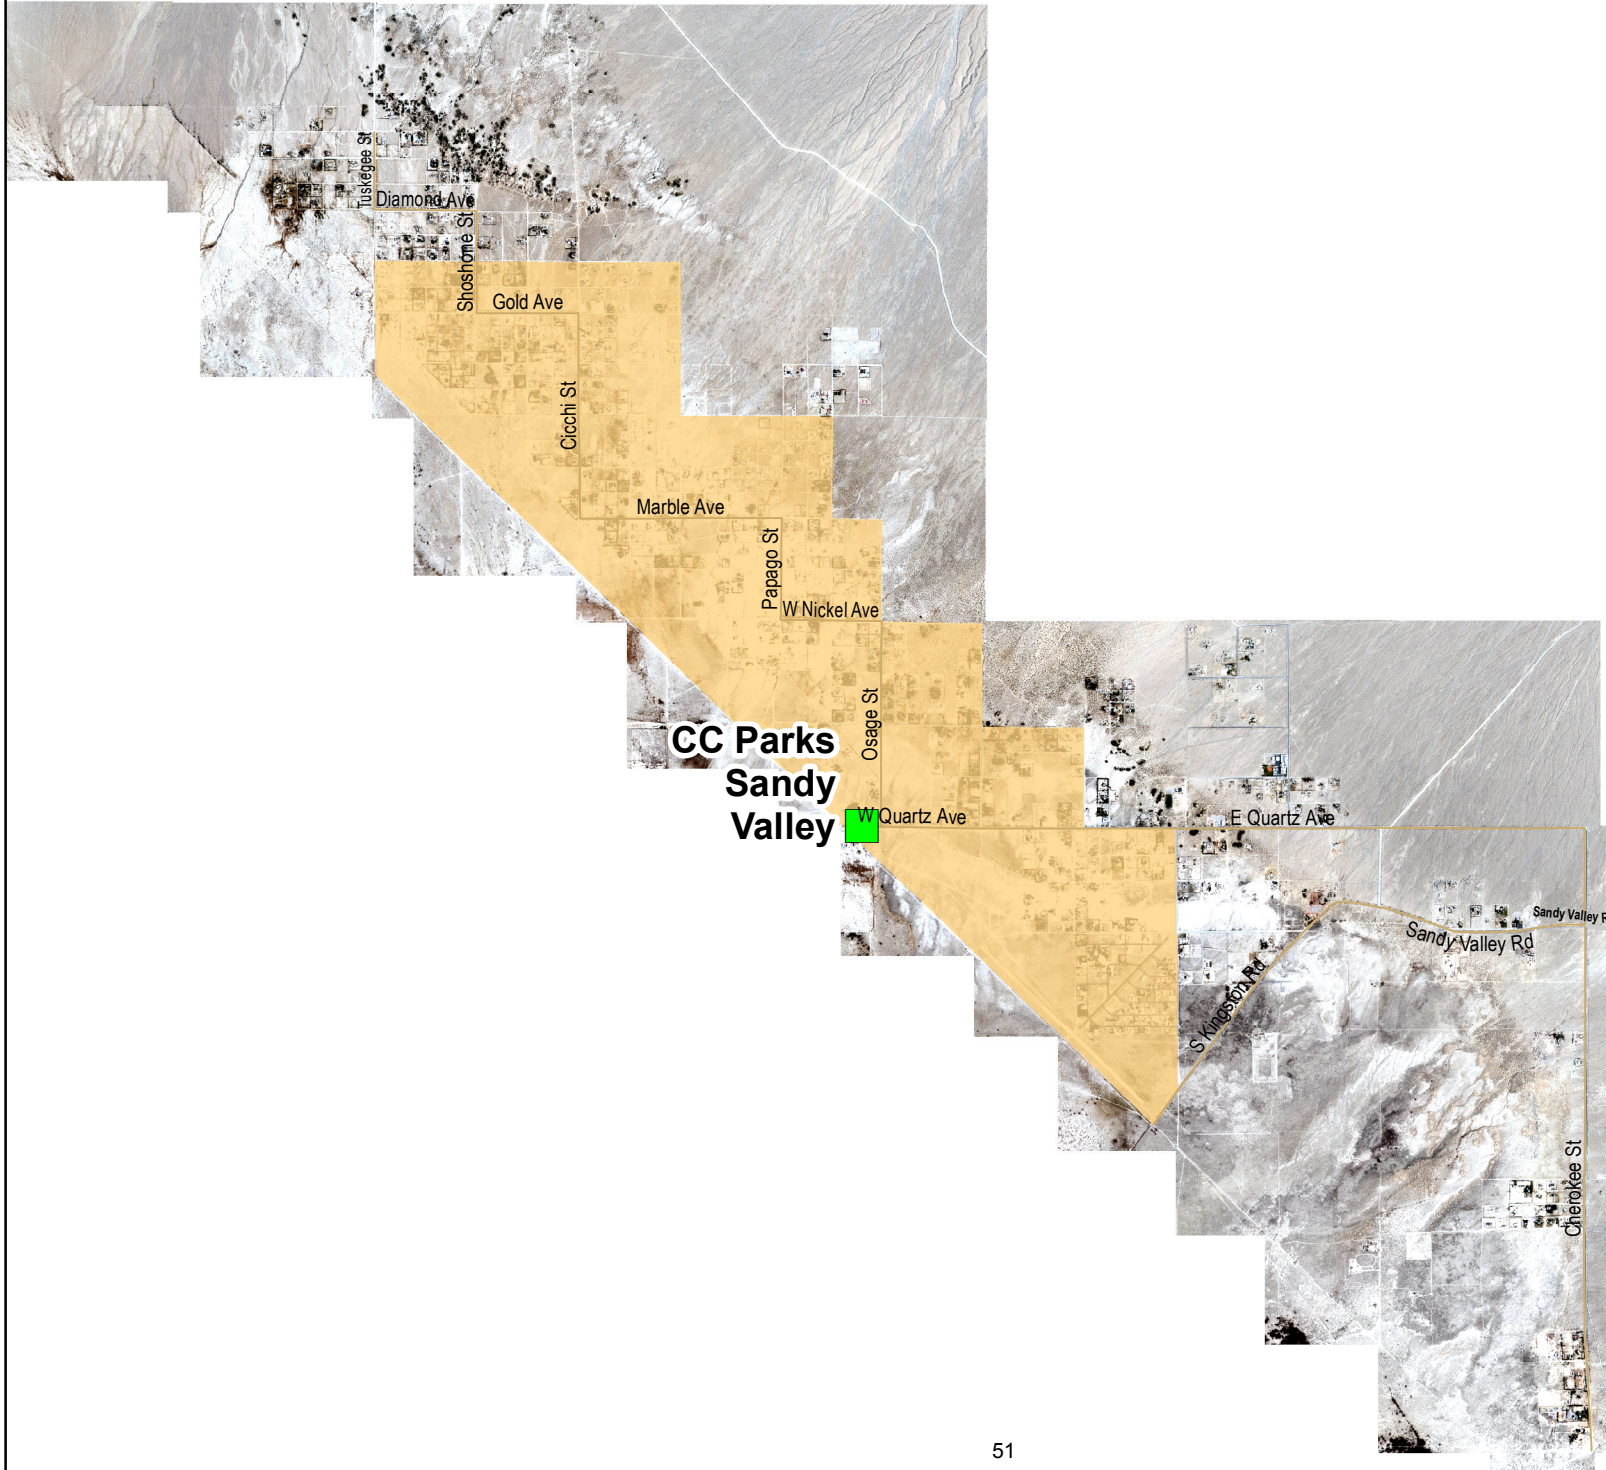 Tuskegee St
Diamond Ave
Shoshone St
Gold Ave
Cicchi St
Marble Ave
Papago St
W Nickel Ave
Osage St
CC Parks
Sandy
Valley
W Quartz Ave
E Quartz Ave
Sandy Valley R
Sandy Valley Rd
S Kingston Rd
Cherokee St
51